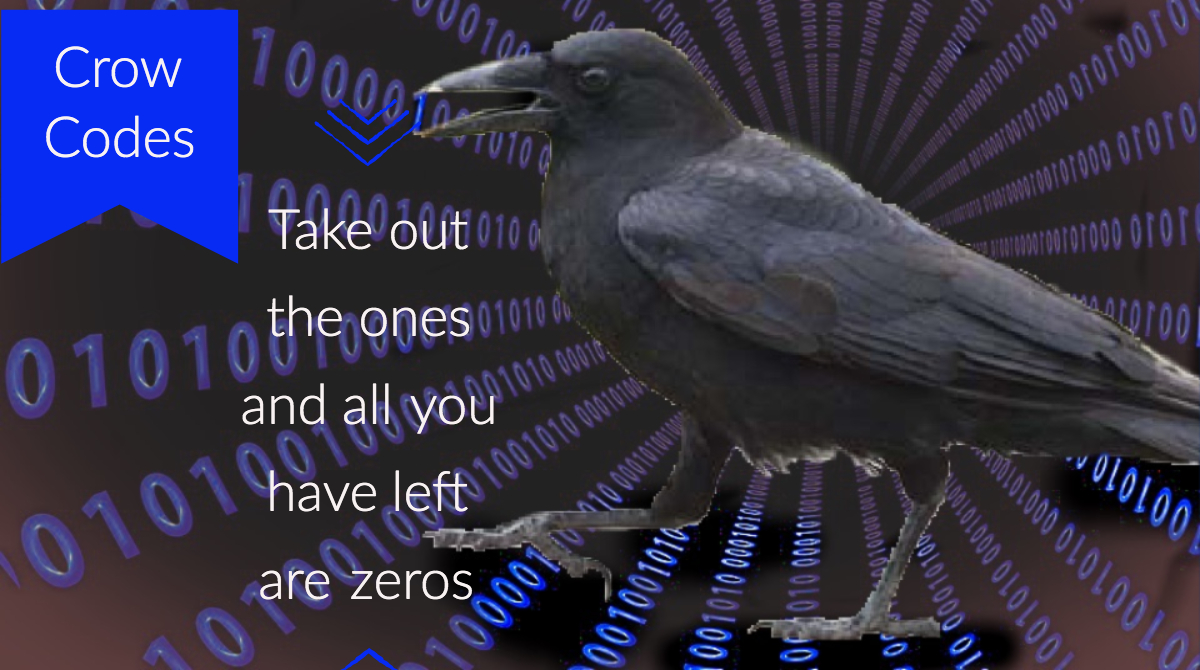 Crow
Codes
Take out
the ones
and all you
have left
are zeros